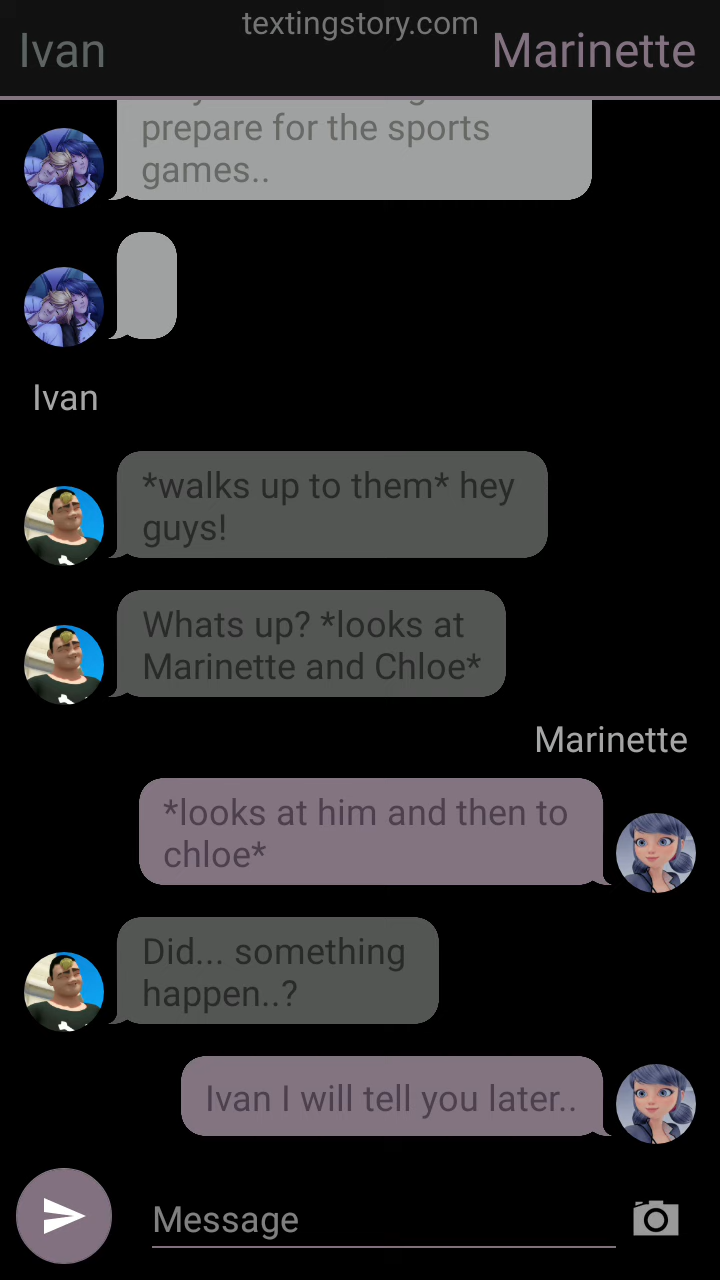 textingstory.com
Ivan
Marinette
prepare for the sports
games..
Ivan
*walks up to them* hey
guys!
Whats up? *looks at
Marinette and Chloe*
Marinette
*looks at him and then to
chloe*
Did... something
happen..?
Ivan I will tell you later..
Message